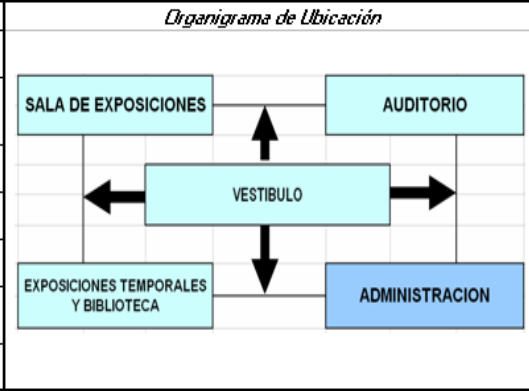 Organigrama de Ubicación
SALA DE EXPOSICIONES
AUDITORIO
VESTIBULO
EXPOSICIONES TEMPORALES
Y BIBLIOTECA
ADMINISTRACION